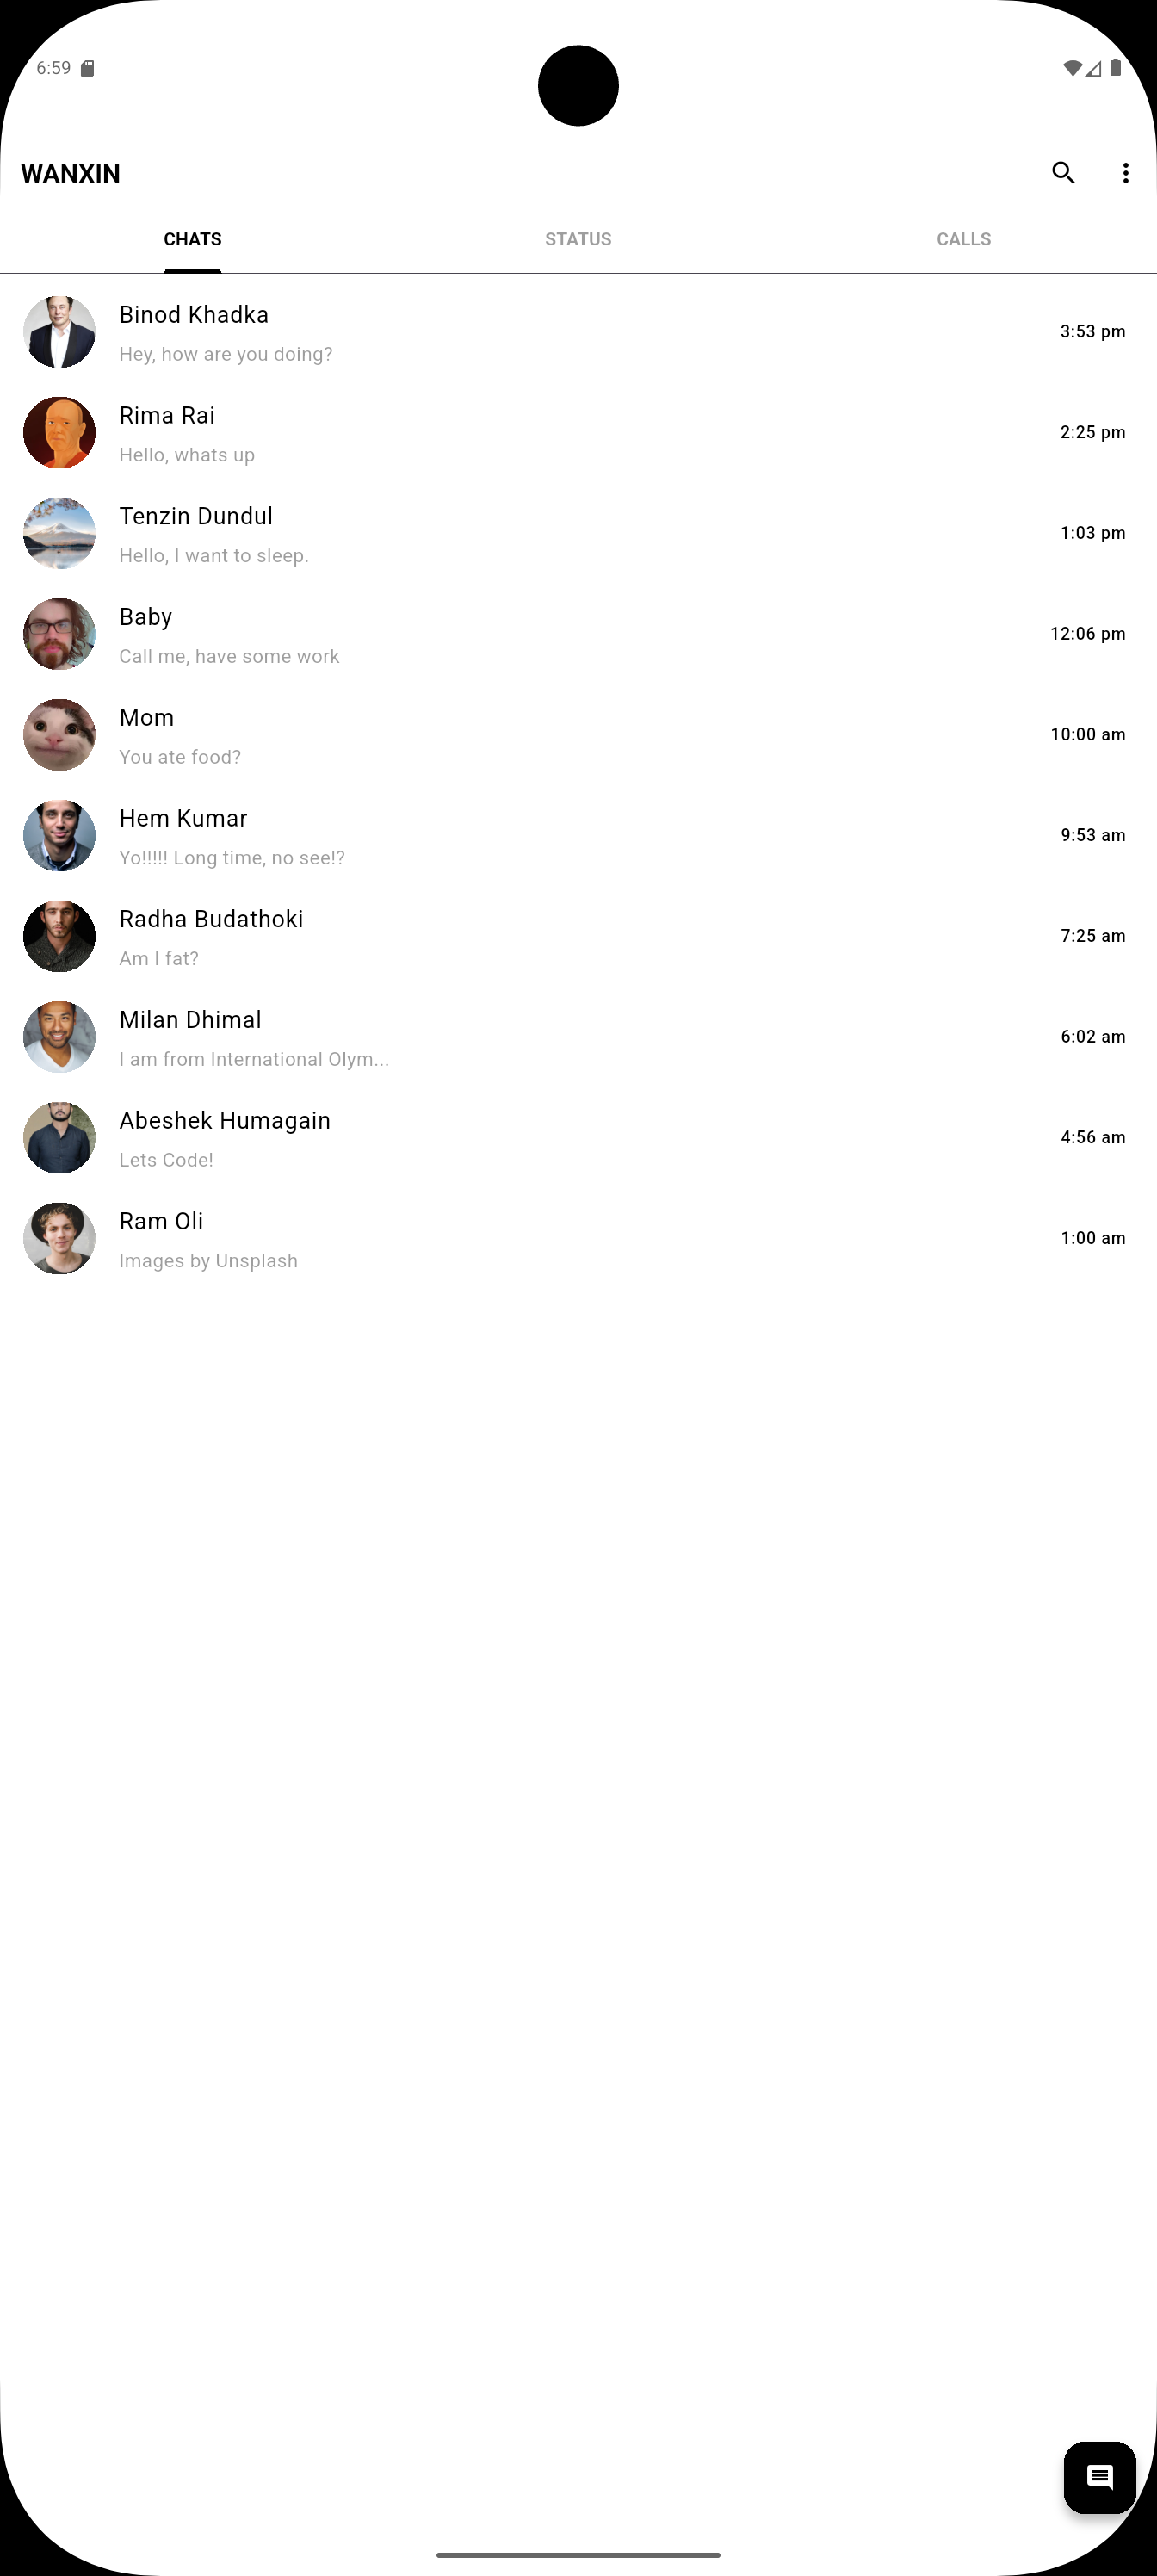 6:59
WANXIN
CHATS STATUS CALLS
Binod Khadka
Hey, how are you doing?
3:53 pm
Rima Rai
Hello, whats up
2:25 pm
Tenzin Dundul
Hello, I want to sleep.
1:03 pm
Baby
Call me, have some work
12:06 pm
Mom
You ate food?
10:00 am
Hem Kumar
Yo!!!!! Long time, no see!?
9:53 am
Radha Budathoki
Am I fat?
7:25 am
Milan Dhimal
I am from International Olym...
6:02 am
Abeshek Humagain
Lets Code!
4:56 am
Ram Oli
Images by Unsplash
1:00 am